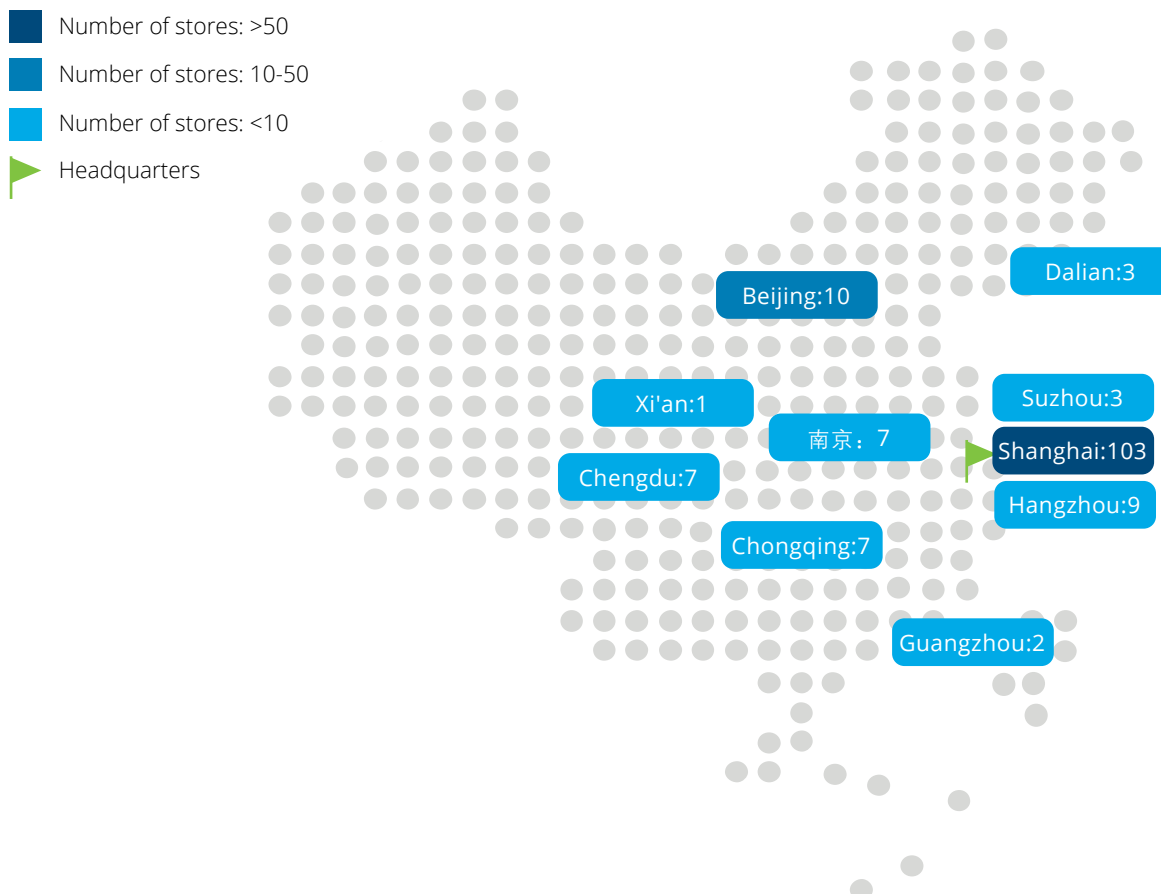 Number of stores: >50
Number of stores: 10-50
Number of stores: <10
Headquarters
Dalian:3
Beijing:10
Xi'an:1
Suzhou:3
南京：7
Shanghai:103
Chengdu:7
Hangzhou:9
Chongqing:7
Guangzhou:2